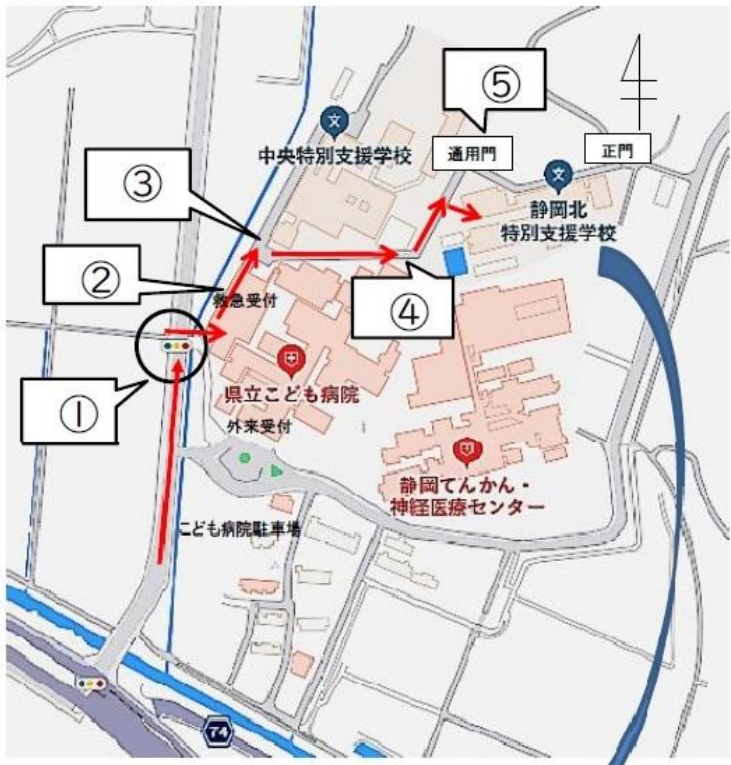 ⑤
中央特別支援学校
通用門
正門
③
静岡北
特別支援学校
②
救急受付
④
①
県立こども病院
外来受付
静岡てんかん・
神経医療センター
こども病院駐車場
74
文
文